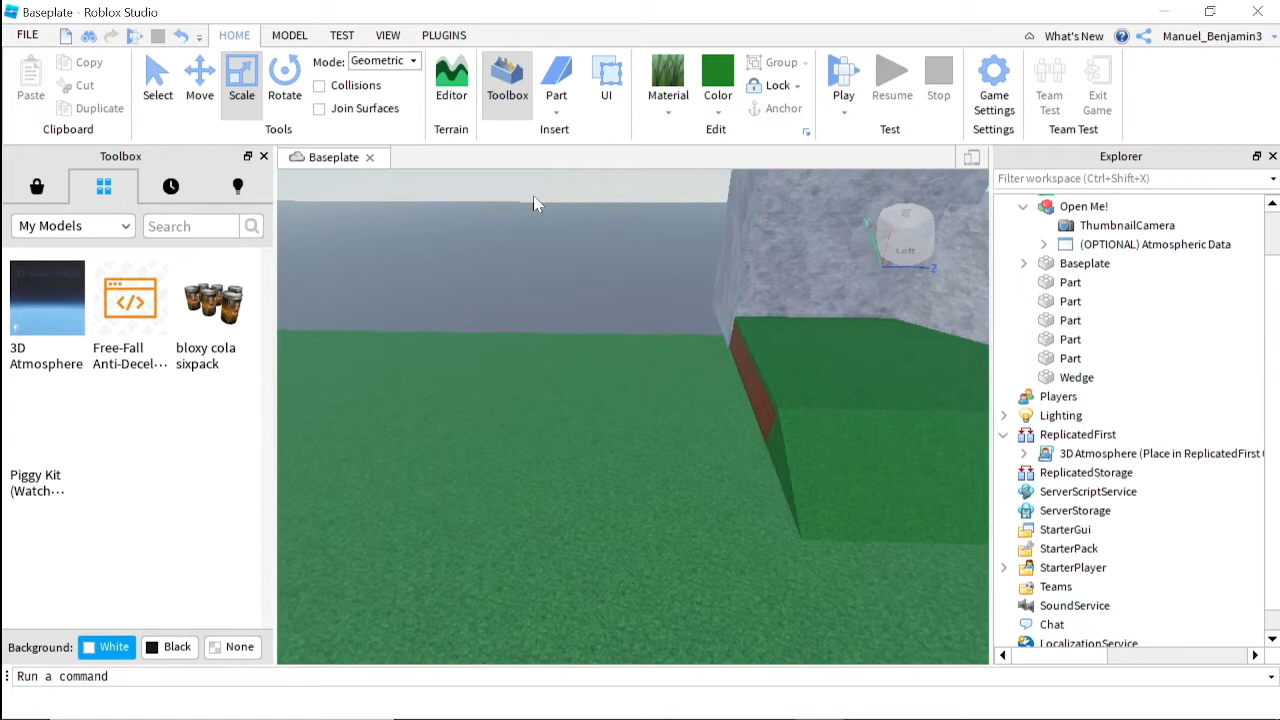 Baseplate - Roblox Studio
FILE
HOME
MODEL
TEST
VIEW
PLUGINS
What's New
Manuel_Benjamin3
Paste
Copy
Cut
Duplicate
Clipboard
Select
Move
Scale
Rotate
Mode: Geometric
Collisions
Join Surfaces
Tools
Editor
Terrain
Toolbox
Part
UI
Insert
Material
Color
Group
Lock
Anchor
Edit
Play
Resume
Stop
Test
Game
Settings
Settings
Team
Test
Exit
Game
Team Test
Toolbox
My Models
Search
3D
Atmosphere
Free-Fall
Anti-Decel...
bloxy cola
sixpack
Piggy Kit
(Watch...
Background:
White
Black
None
Baseplate
Y
Left
Z
Explorer
Filter workspace (Ctrl+Shift+X)
Open Me!
ThumbnailCamera
(OPTIONAL) Atmospheric Data
Baseplate
Part
Part
Part
Part
Part
Wedge
Players
Lighting
ReplicatedFirst
3D Atmosphere (Place in ReplicatedFirst
ReplicatedStorage
ServerScriptService
ServerStorage
StarterGui
StarterPack
StarterPlayer
Teams
SoundService
Chat
LocalizationService
Run a command